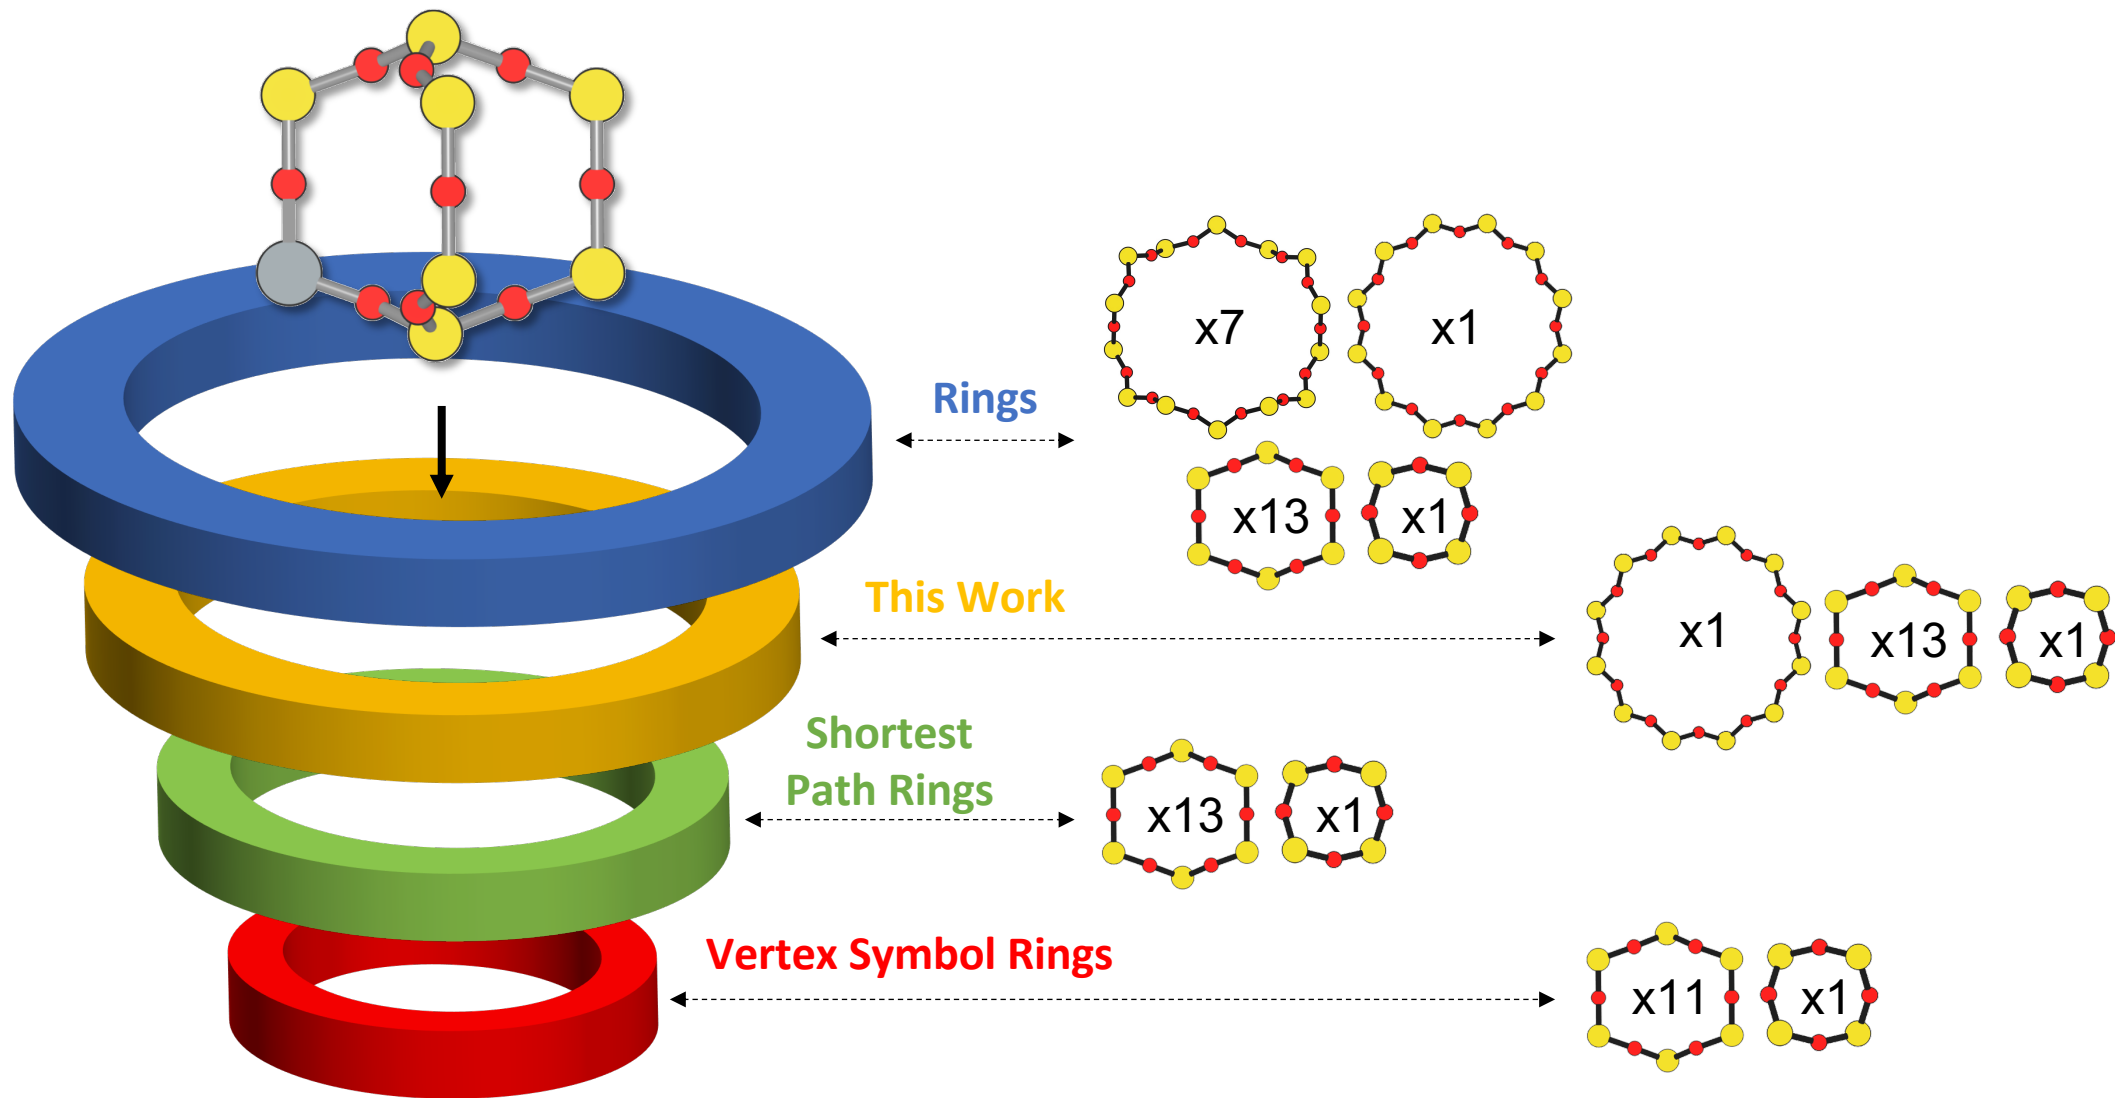 x7
x1
Rings
x13
x1
This Work
x1
x13
x1
Shortest
Path Rings
x13
x1
Vertex Symbol Rings
x11
x1